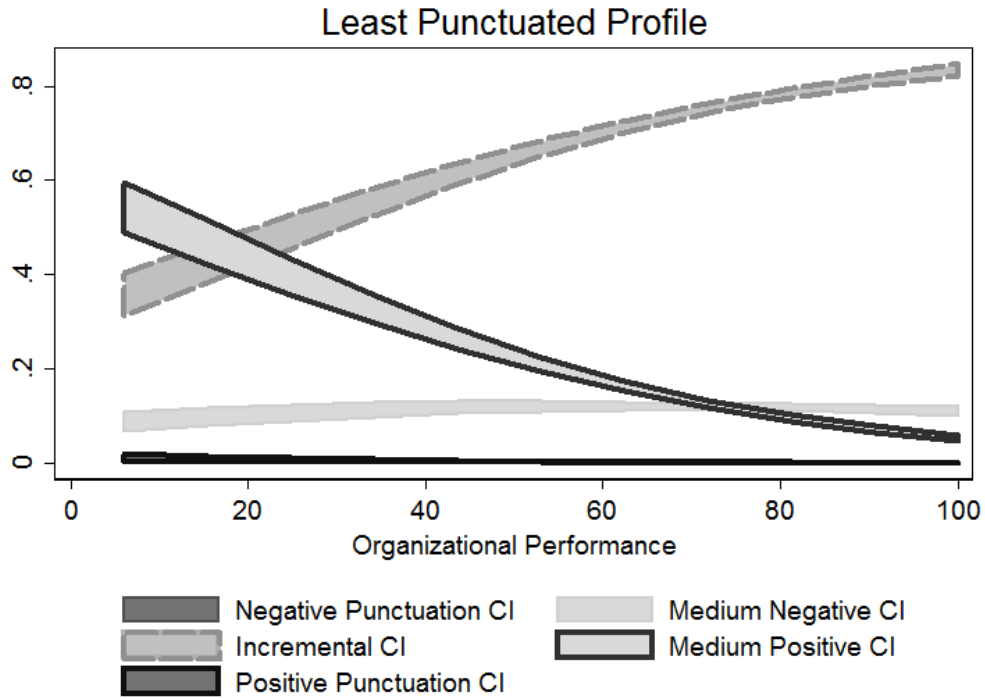 Least Punctuated Profile
.8
.6
.4
.2
0
0 20 40 60 80 100
Organizational Performance
Negative Punctuation CI Medium Negative CI
Incremental CI Medium Positive CI
Positive Punctuation CI